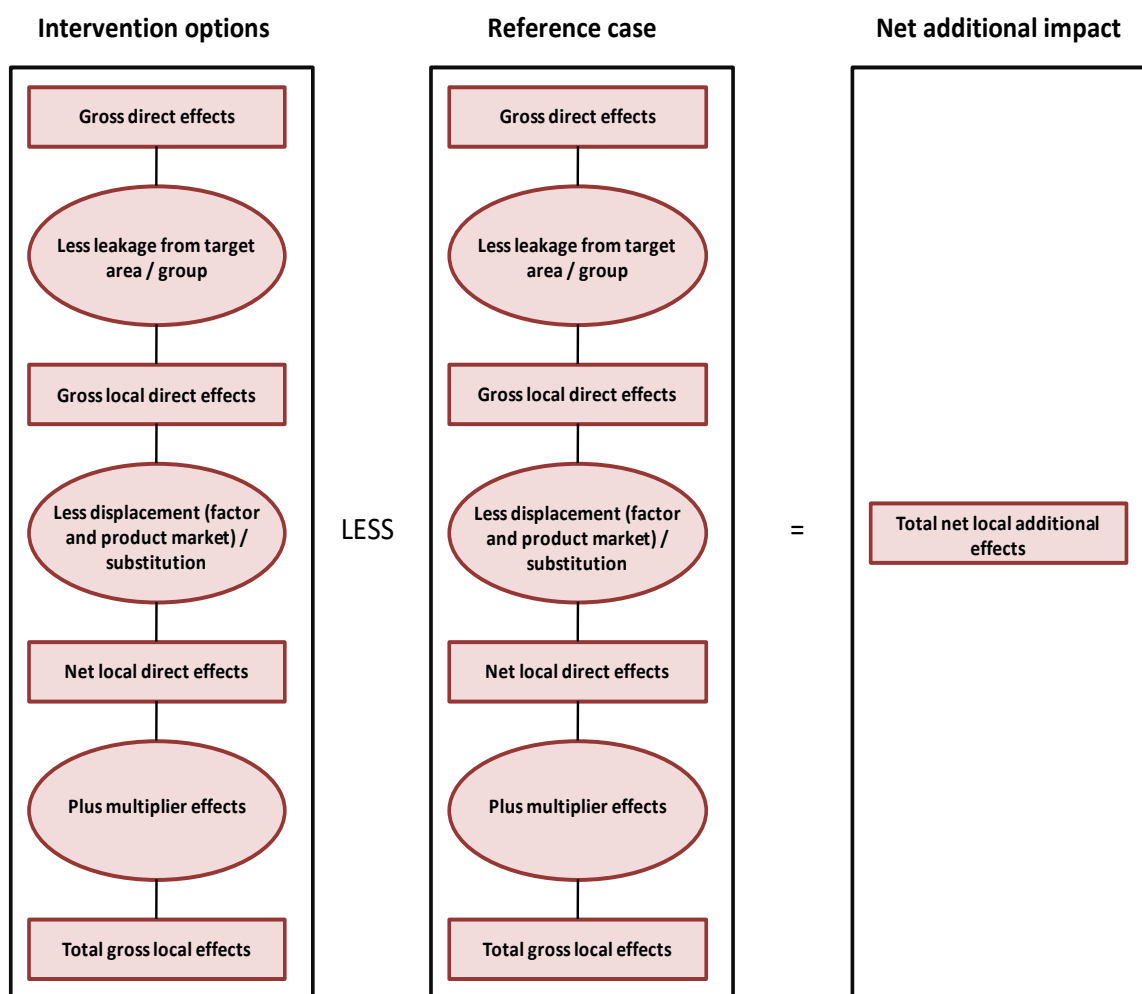 Intervention options
Gross direct effects
Less leakage from target
area / group
Gross local direct effects
Less displacement (factor
and product market) /
substitution
Net local direct effects
Plus multiplier effects
Total gross local effects
LESS
Reference case
Gross direct effects
Less leakage from target
area / group
Gross local direct effects
Less displacement (factor
and product market) /
substitution
Net local direct effects
Plus multiplier effects
Total gross local effects
=
Net additional impact
Total net local additional
effects